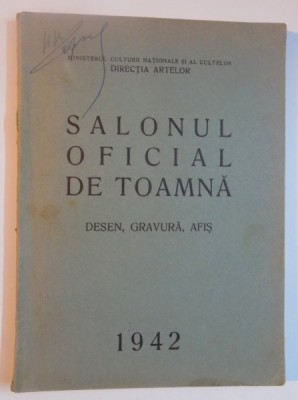 MINISTERUL CULTURII NAȚIONALE ȘI AL CULTELOR
DIRECȚIA ARTELOR
SALONUL
OFICIAL
DE TOAMNĂ
DESEN, GRAVURĂ, AFIȘ
1942